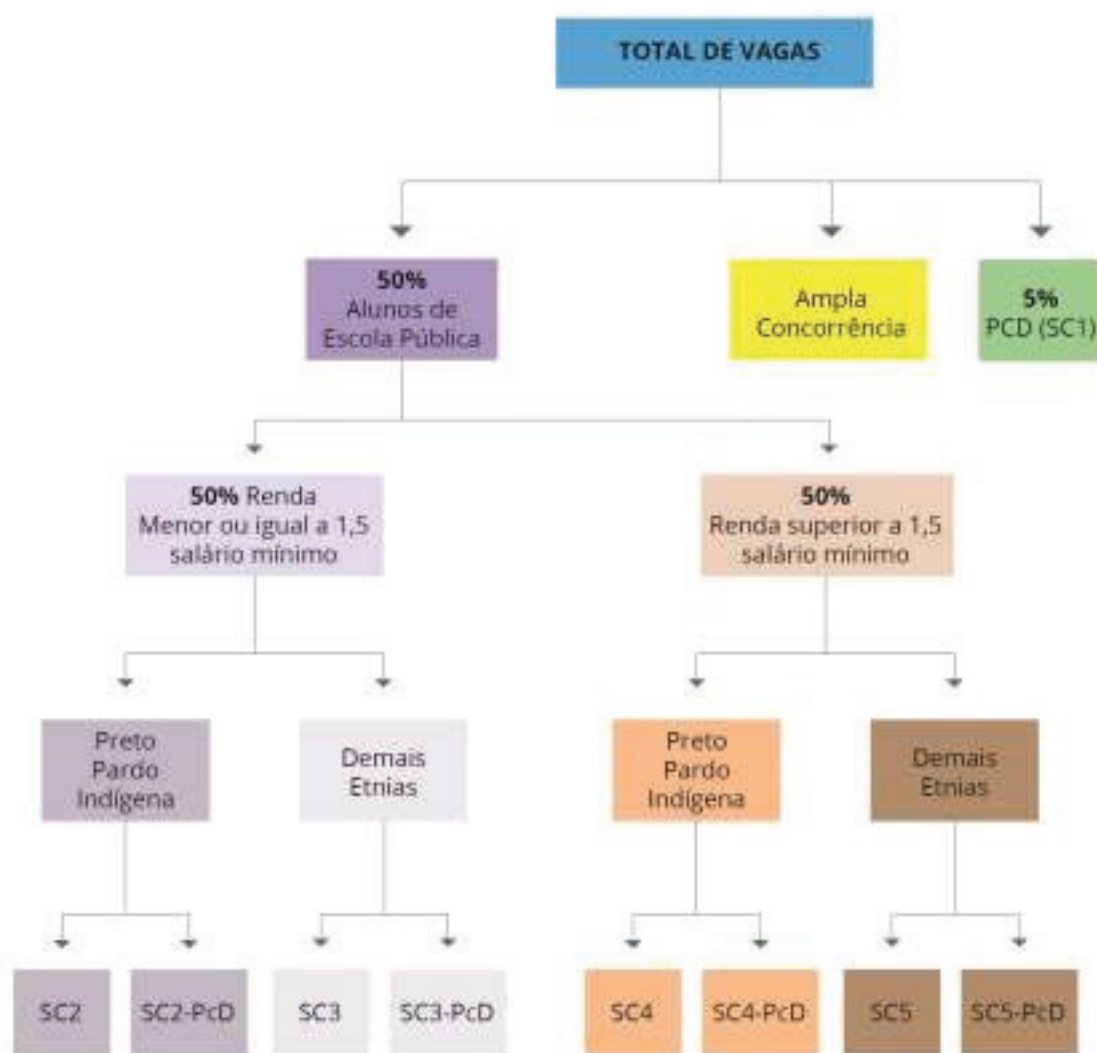 TOTAL DE VAGAS
50%
Alunos de
Escola Pública
Ampla
Concorrência
5%
PCD (SC1)
50% Renda
Menor ou igual a 1,5
salário mínimo
50%
Renda superior a 1,5
salário mínimo
Preto
Pardo
Indígena
Demais
Etnias
Preto
Pardo
Indígena
Demais
Etnias
SC2
SC2-PcD
SC3
SC3-PcD
SC4
SC4-PcD
SC5
SC5-PcD